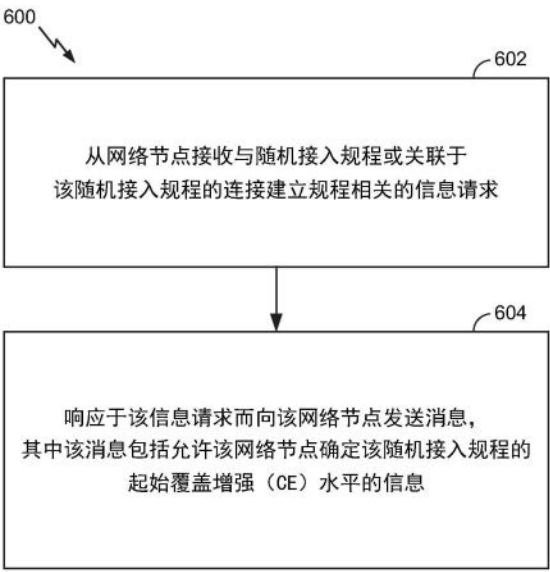 600
602
从网络节点接收与随机接入规程或关联于
该随机接入规程的连接建立规程相关的信息请求
604
响应于该信息请求而向该网络节点发送消息,
其中该消息包括允许该网络节点确定该随机接入规程的
起始覆盖增强（CE）水平的信息